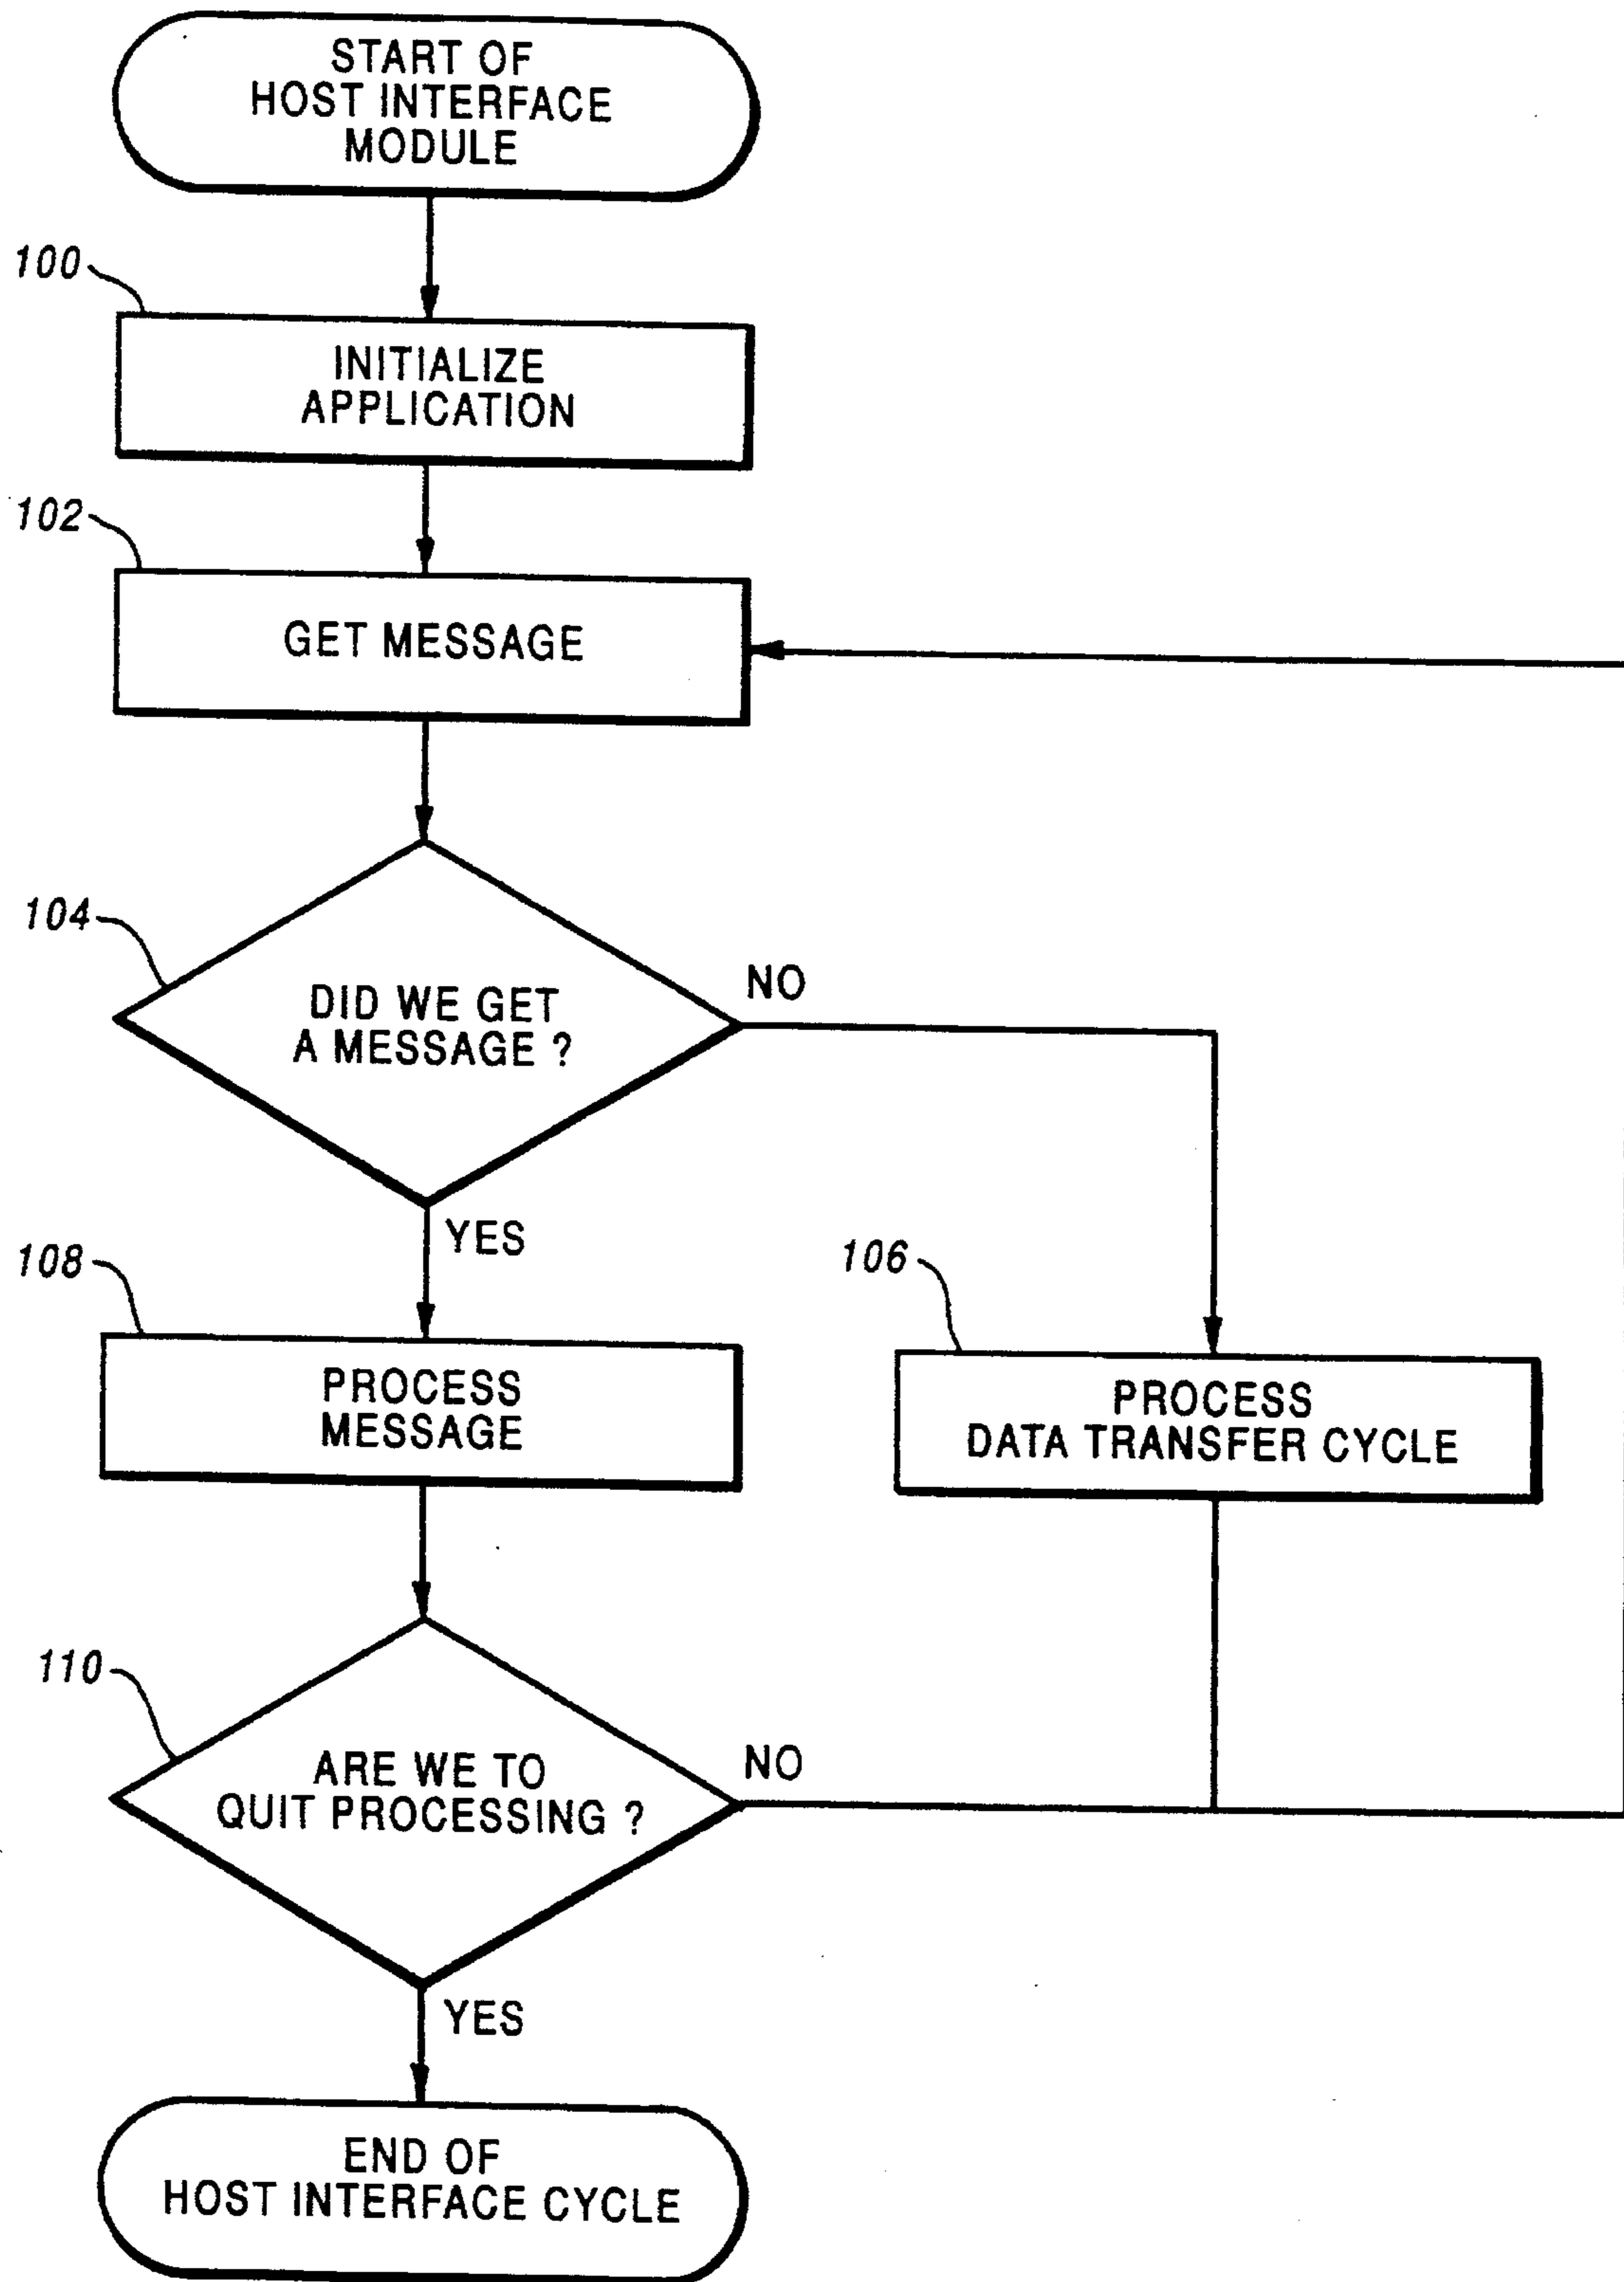 START OF
HOST INTERFACE
MODULE
100
INITIALIZE
APPLICATION
102
GET MESSAGE
104
DID WE GET
A MESSAGE ?
NO
YES
108
PROCESS
MESSAGE
106
PROCESS
DATA TRANSFER CYCLE
110
ARE WE TO
QUIT PROCESSING ?
NO
YES
END OF
HOST INTERFACE CYCLE